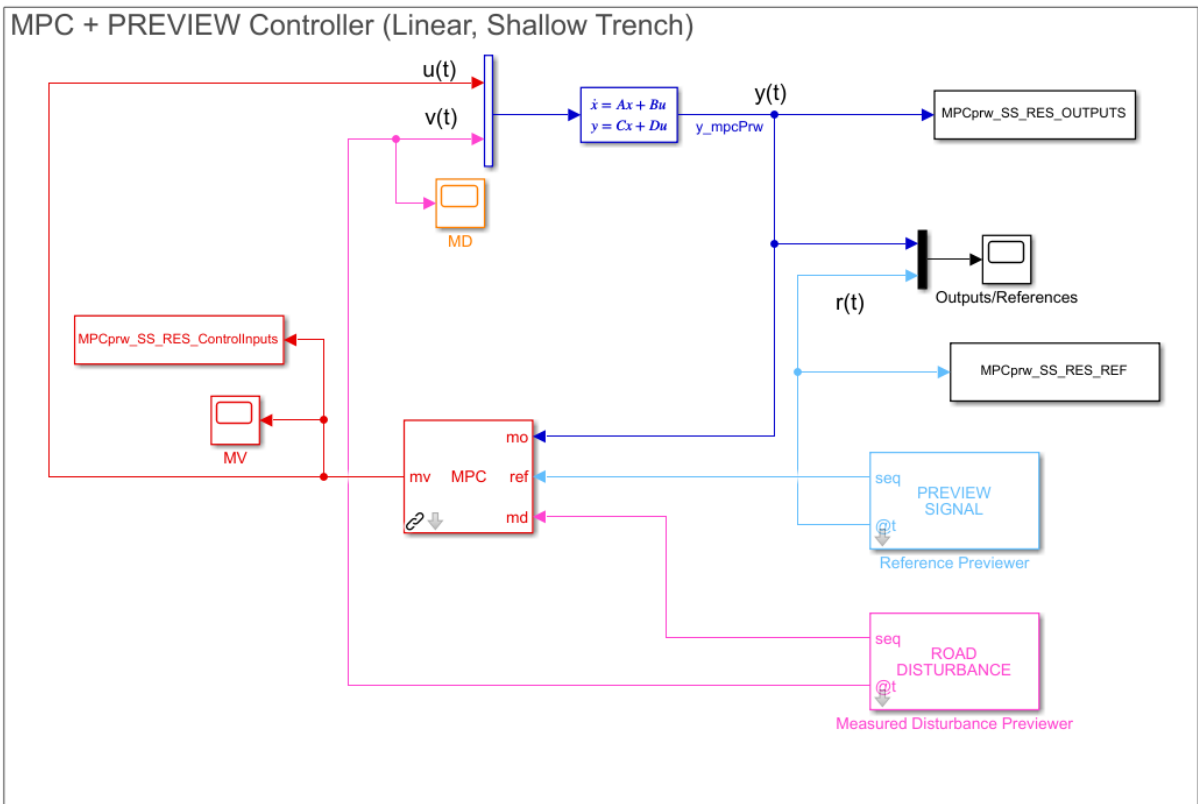 MPC + PREVIEW Controller (Linear, Shallow Trench)
u(t)
v(t)
ẋ = Ax + Bu
y = Cx + Du
y(t)
y_mpcPrw
MPCprw_SS_RES_OUTPUTS
MD
r(t)
Outputs/References
MPCprw_SS_RES_ControlInputs
MPCprw_SS_RES_REF
MV
mo
mv
MPC
ref
md
seq
PREVIEW
SIGNAL
@t
Reference Previewer
seq
ROAD
DISTURBANCE
@t
Measured Disturbance Previewer